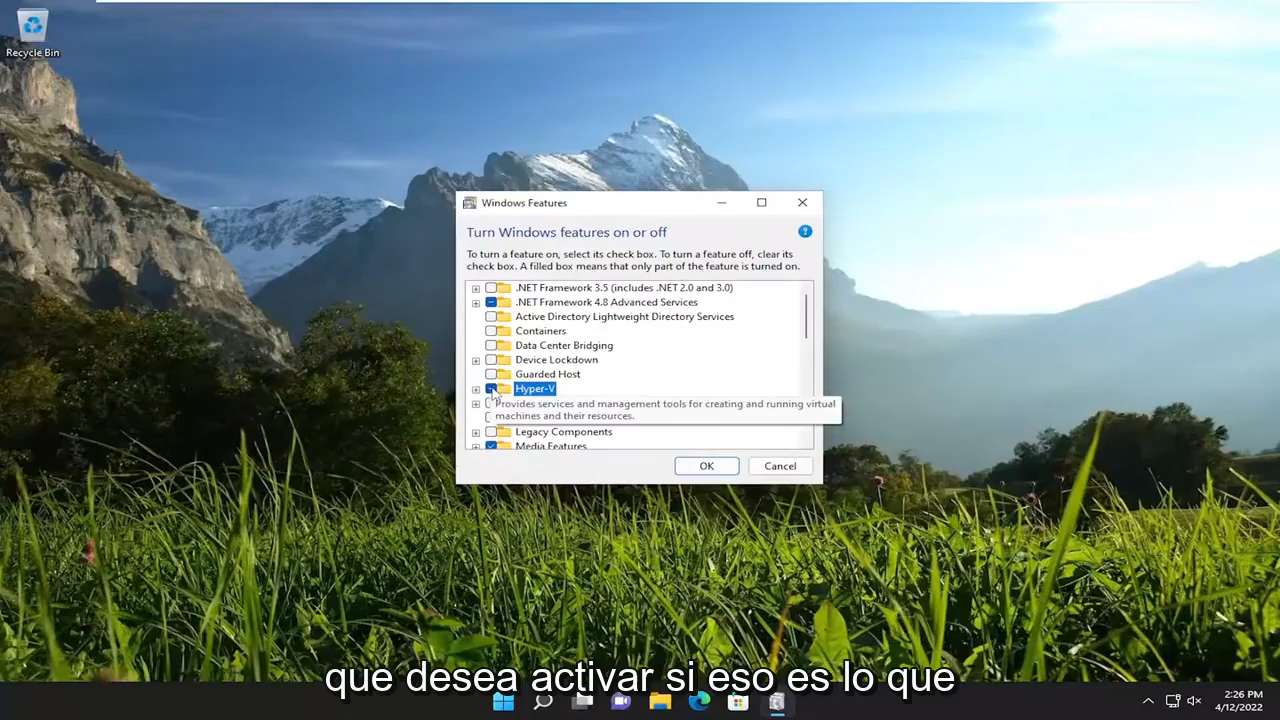 Recycle Bin
Windows Features
Turn Windows features on or off
To turn a feature on, select its check box. To turn a feature off, clear its
check box. A filled box means that only part of the feature is turned on.
.NET Framework 3.5 (includes .NET 2.0 and 3.0)
.NET Framework 4.8 Advanced Services
Active Directory Lightweight Directory Services
Containers
Data Center Bridging
Device Lockdown
Guarded Host
Hyper-V
Provides services and management tools for creating and running virtual
machines and their resources.
Legacy Components
Media Features
OK
Cancel
que desea activar si eso es lo que
2:26 PM
4/12/2022